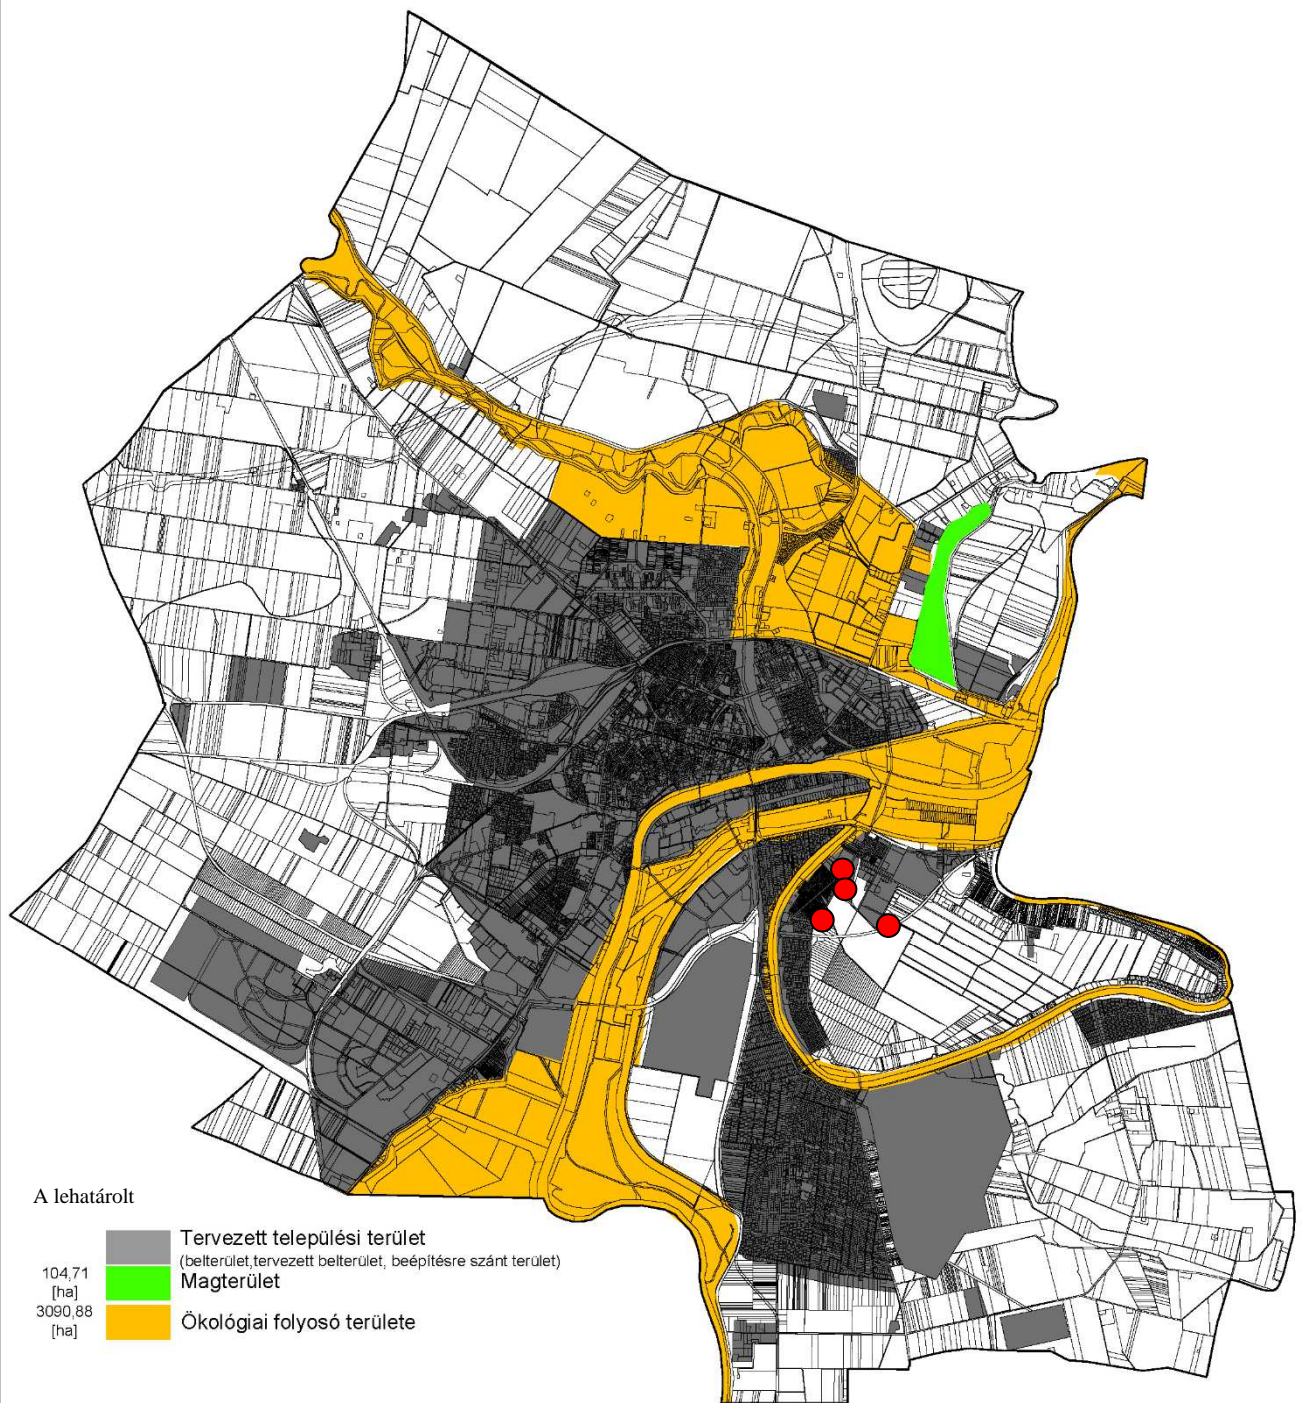 A lehatárolt
Tervezett települési terület
(belterület,tervezett belterület, beépítésre szánt terület)
104,71
[ha]
Magterület
3090,88
[ha]
Ökológiai folyosó területe